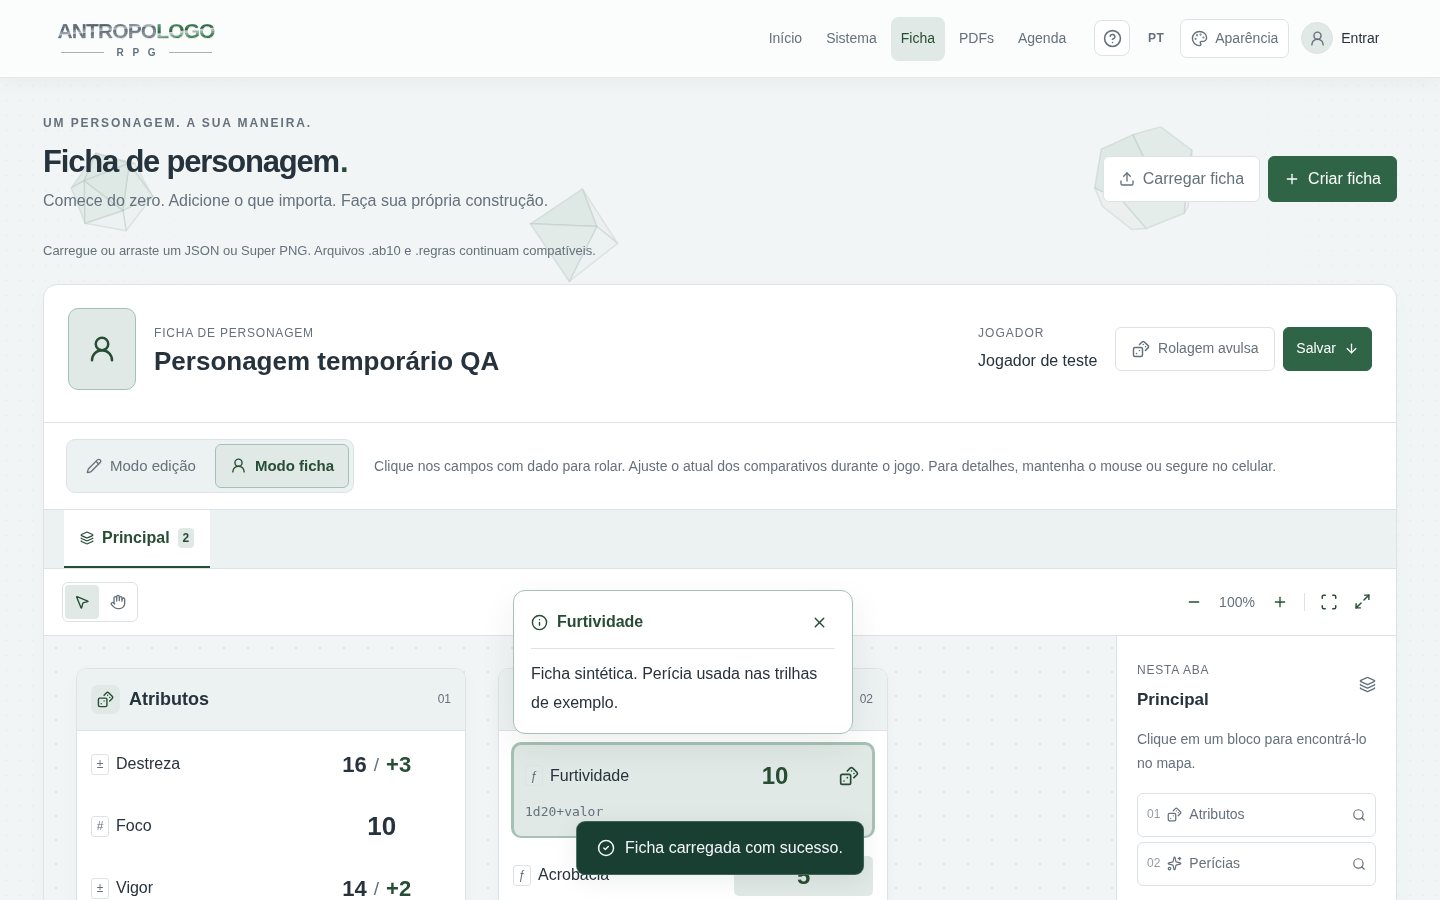 ANTROPOLOGO
RPG
Início
Sistema
Ficha
PDFs
Agenda
PT
Aparência
Entrar
UM PERSONAGEM. A SUA MANEIRA.
Ficha de personagem.
Comece do zero. Adicione o que importa. Faça sua própria construção.
Carregar ficha
Criar ficha
Carregue ou arraste um JSON ou Super PNG. Arquivos .ab10 e .regras continuam compatíveis.
FICHA DE PERSONAGEM
Personagem temporário QA
JOGADOR
Jogador de teste
Rolagem avulsa
Salvar
Modo edição
Modo ficha
Clique nos campos com dado para rolar. Ajuste o atual dos comparativos durante o jogo. Para detalhes, mantenha o mouse ou segure no celular.
Principal 2
100%
Furtividade
Ficha sintética. Perícia usada nas trilhas
de exemplo.
Atributos 01
02
± Destreza 16 / +3
# Foco 10
± Vigor 14 / +2
ƒ Furtividade 10
1d20+valor
ƒ Acrobacia 5
Ficha carregada com sucesso.
NESTA ABA
Principal
Clique em um bloco para encontrá-lo
no mapa.
01 Atributos
02 Perícias